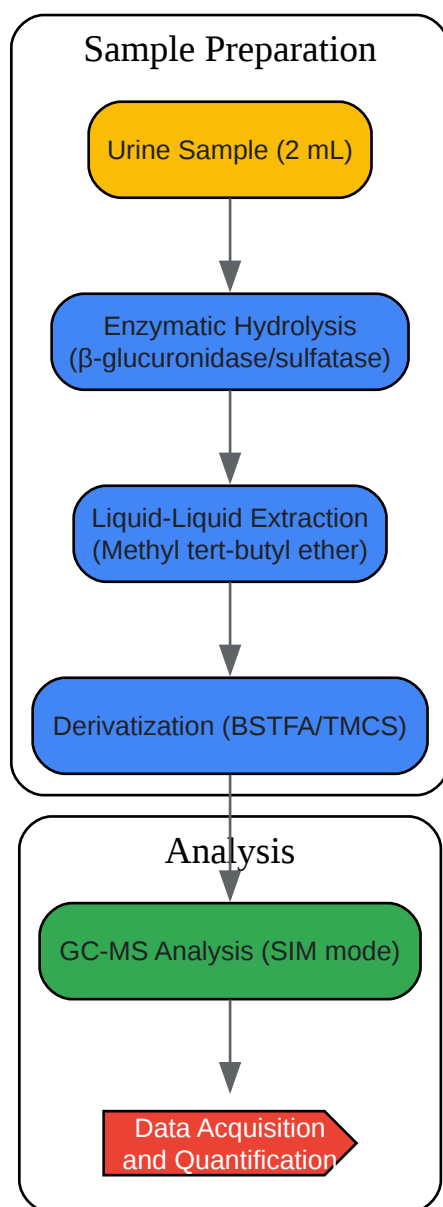 Sample Preparation
Urine Sample (2 mL)
Enzymatic Hydrolysis
(β-glucuronidase/sulfatase)
Liquid-Liquid Extraction
(Methyl tert-butyl ether)
Derivatization (BSTFA/TMCS)
Analysis
GC-MS Analysis (SIM mode)
Data Acquisition
and Quantification